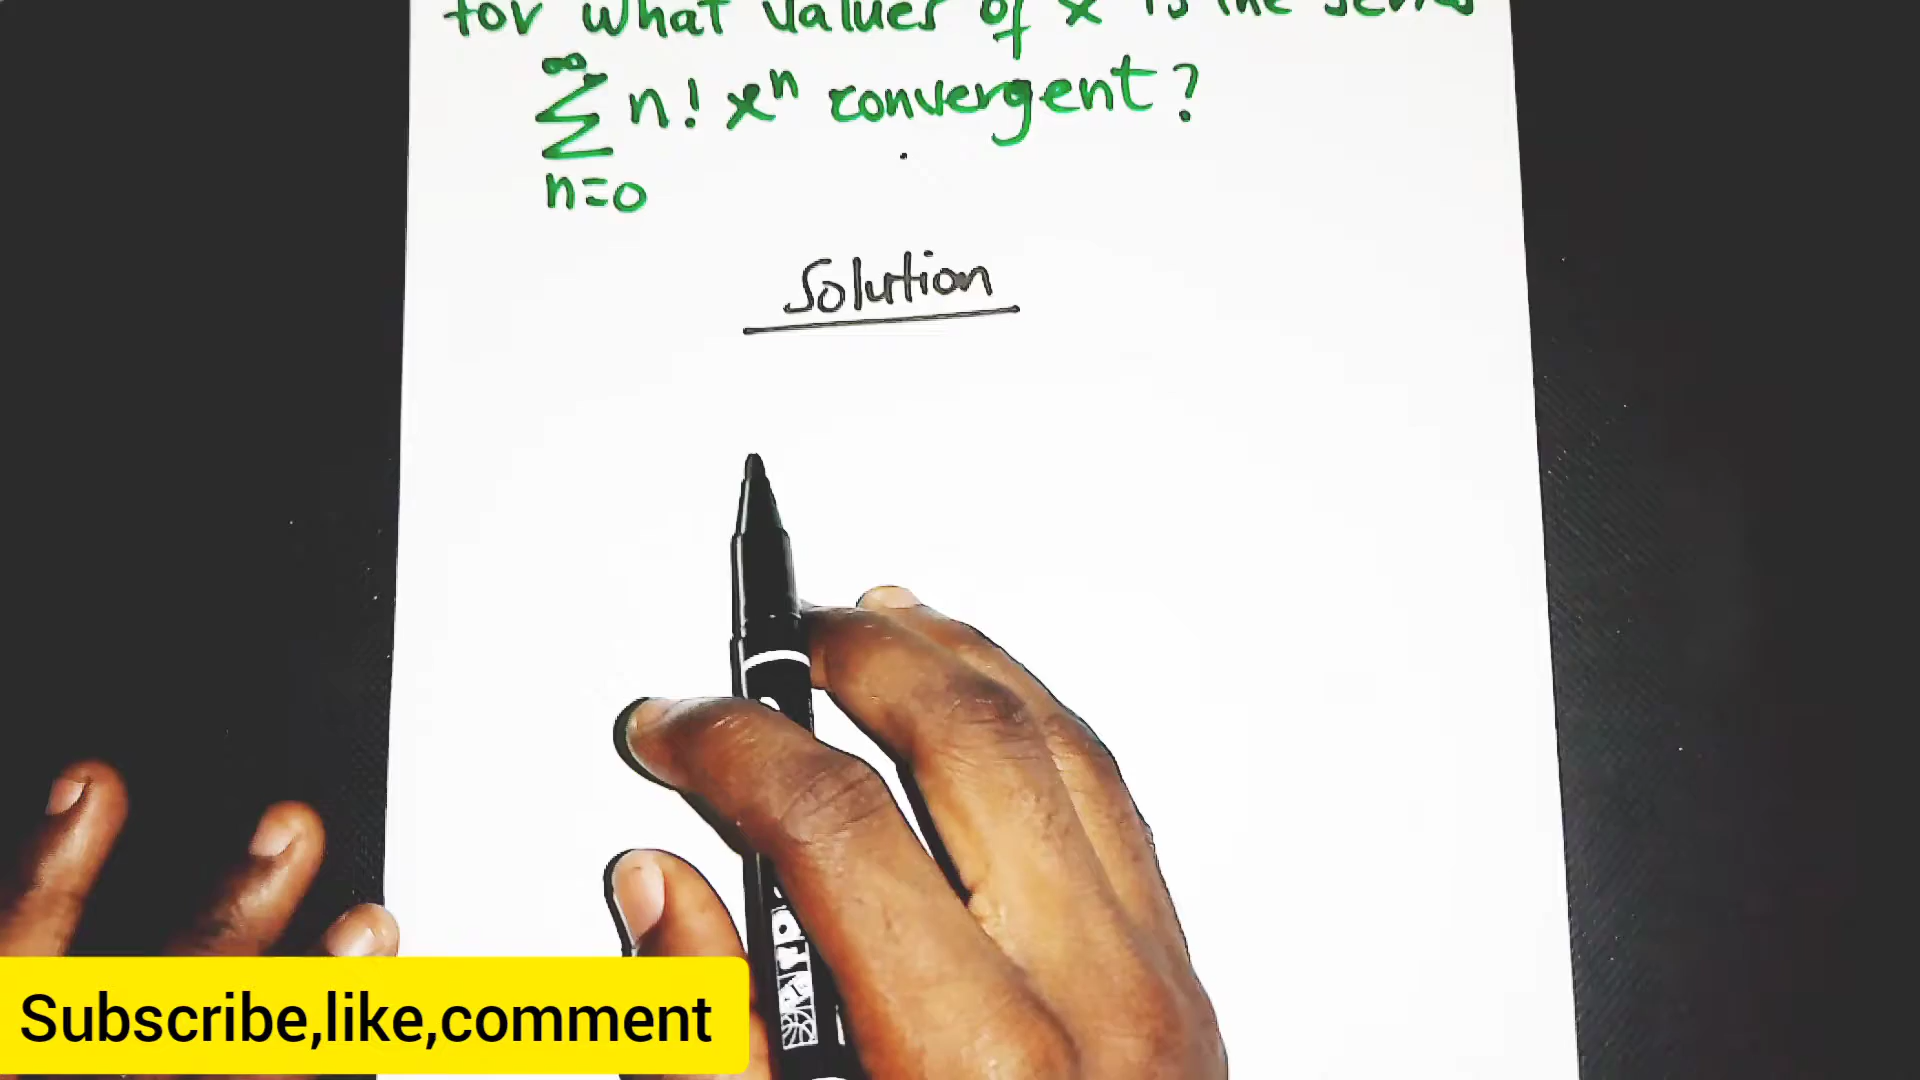 for what values of x is the series
∞
∑ n! xⁿ convergent?
n=0
Solution
Subscribe,like,comment